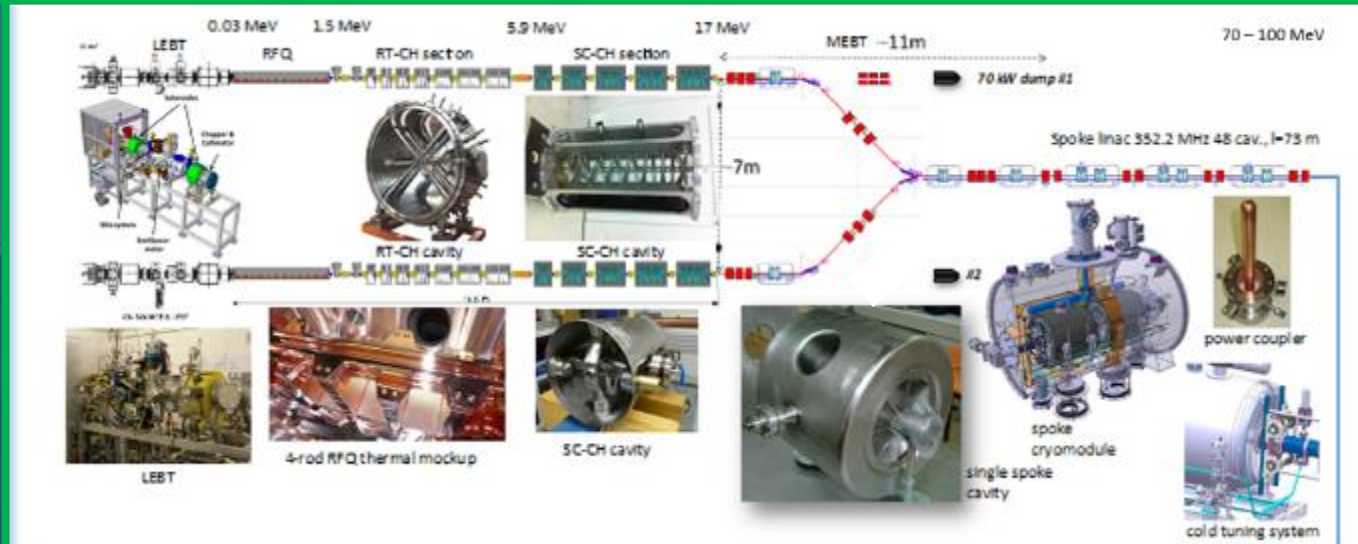 0.03 MeV
1.5 MeV
5.9 MeV
17 MeV
70 – 100 MeV
LEBT
RFQ
RT-CH section
SC-CH section
MEBT ~11m
70 kW dump #1
Spoke linac 352.2 MHz 48 cav., l=73 m
Chopper &
Collimator
~7m
RT-CH cavity
SC-CH cavity
#2
power coupler
spoke
cryomodule
4-rod RFQ thermal mockup
SC-CH cavity
LEBT
single spoke
cavity
cold tuning system